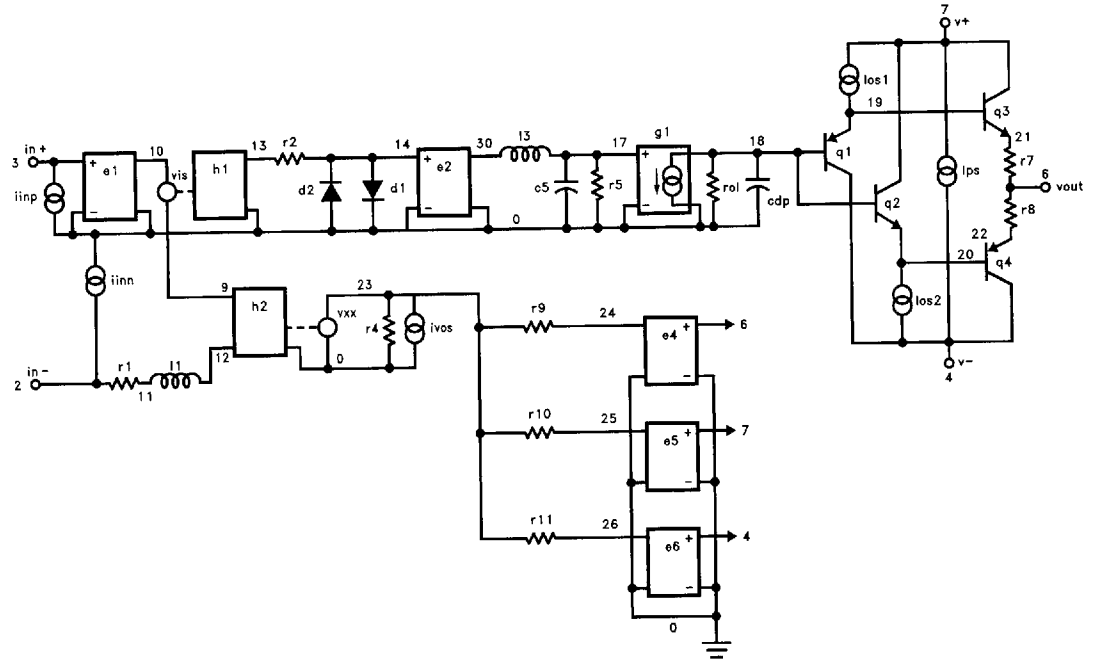 7
v+
Ios1
19
q3
21
g1
in+
3
10
13
r2
14
30
l3
17
18
e1
vis
h1
e2
q1
r7
iinp
d2
d1
c5
r5
rol
cdp
Ips
6
vout
+
-
+
-
+
-
q2
r8
0
22
20
q4
iinn
9
23
Ios2
h2
vxx
r4
ivos
r9
24
e4
+
-
6
12
0
v-
4
in-
2
r1
l1
11
r10
25
e5
+
-
7
r11
26
e6
+
-
4
0